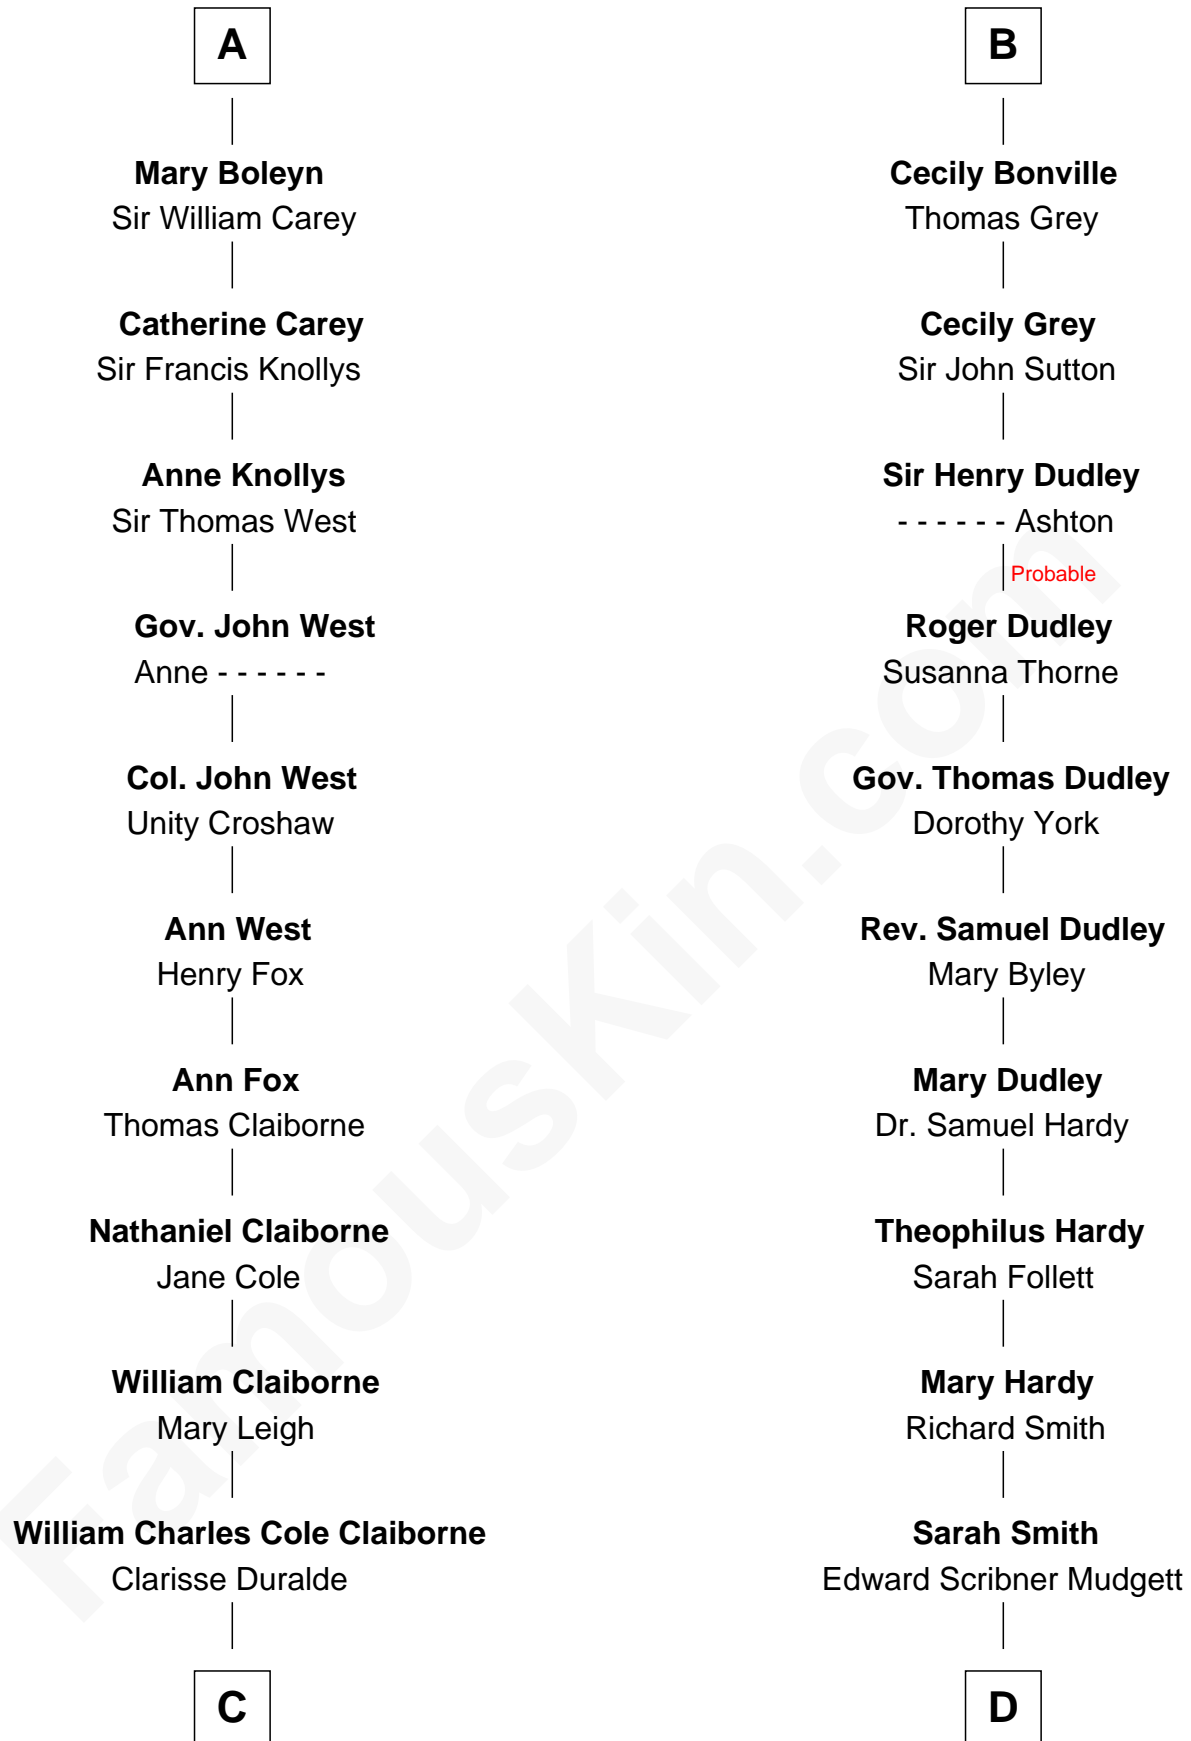 A
Mary Boleyn
Sir William Carey
Catherine Carey
Sir Francis Knollys
Anne Knollys
Sir Thomas West
Gov. John West
Anne - - - - - -
Col. John West
Unity Croshaw
Ann West
Henry Fox
Ann Fox
Thomas Claiborne
Nathaniel Claiborne
Jane Cole
William Claiborne
Mary Leigh
William Charles Cole Claiborne
Clarisse Duralde
C
B
Cecily Bonville
Thomas Grey
Cecily Grey
Sir John Sutton
Sir Henry Dudley
- - - - - - Ashton
Probable
Roger Dudley
Susanna Thorne
Gov. Thomas Dudley
Dorothy York
Rev. Samuel Dudley
Mary Byley
Mary Dudley
Dr. Samuel Hardy
Theophilus Hardy
Sarah Follett
Mary Hardy
Richard Smith
Sarah Smith
Edward Scribner Mudgett
D
FamousKin.com